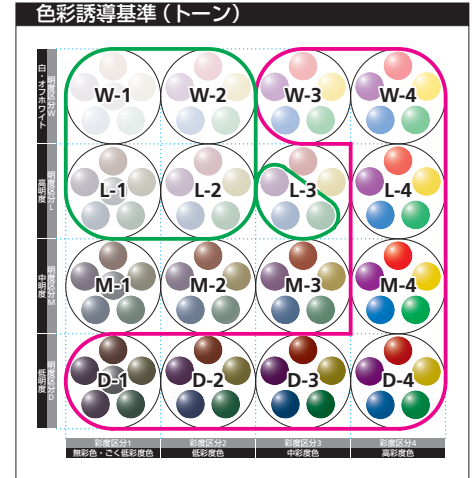 色彩誘導基準(トーン)
白・オフホワイト
明度区分W
W-1
W-2
W-3
W-4
高明度
明度区分L
L-1
L-2
L-3
L-4
中明度
明度区分M
M-1
M-2
M-3
M-4
低明度
明度区分D
D-1
D-2
D-3
D-4
彩度区分1
彩度区分2
彩度区分3
彩度区分4
無彩色・ごく低彩度色
低彩色
中彩度色
高彩度色